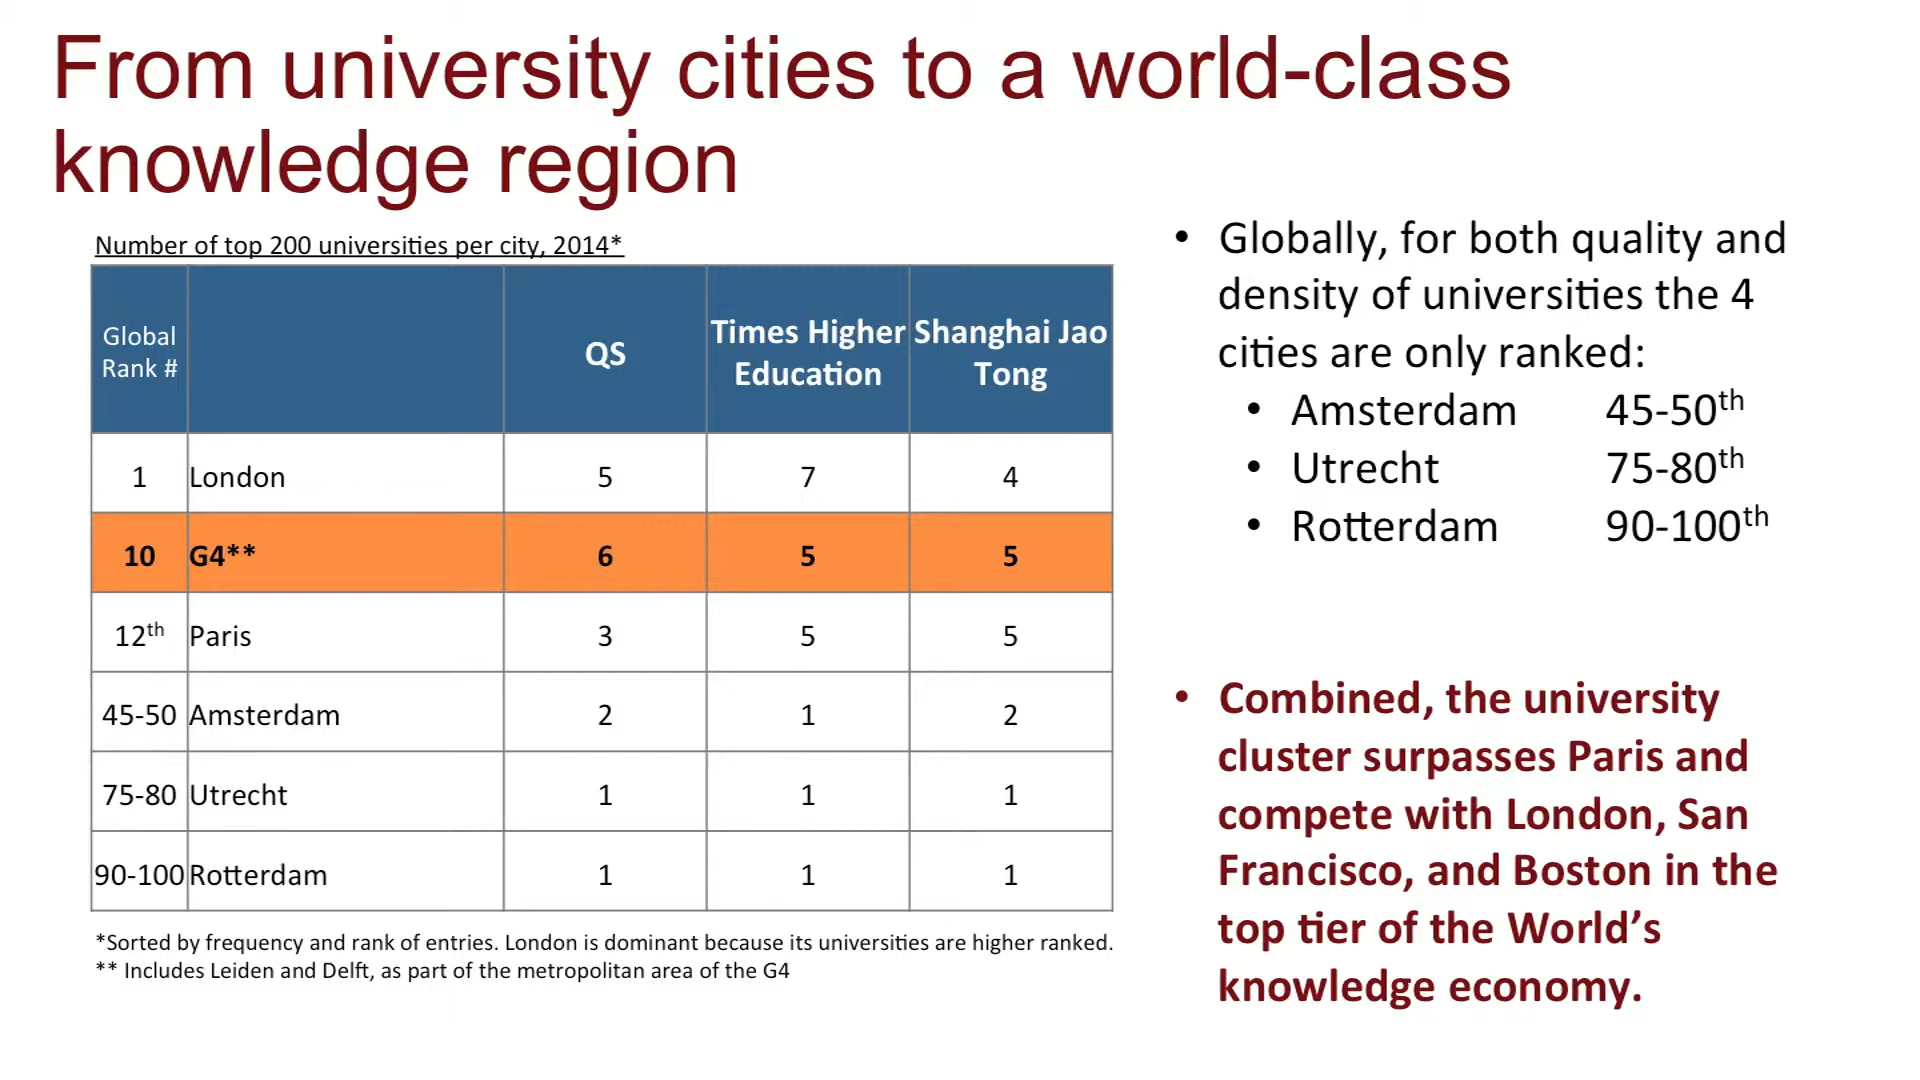 From university cities to a world-class
knowledge region
Number of top 200 universities per city, 2014*
Global Rank # QS Times Higher Education Shanghai Jao Tong
1 London 5 7 4
10 G4** 6 5 5
12th Paris 3 5 5
45-50 Amsterdam 2 1 2
75-80 Utrecht 1 1 1
90-100 Rotterdam 1 1 1
*Sorted by frequency and rank of entries. London is dominant because its universities are higher ranked.
** Includes Leiden and Delft, as part of the metropolitan area of the G4
• Globally, for both quality and
density of universities the 4
cities are only ranked:
• Amsterdam 45-50th
• Utrecht 75-80th
• Rotterdam 90-100th
• Combined, the university
cluster surpasses Paris and
compete with London, San
Francisco, and Boston in the
top tier of the World’s
knowledge economy.